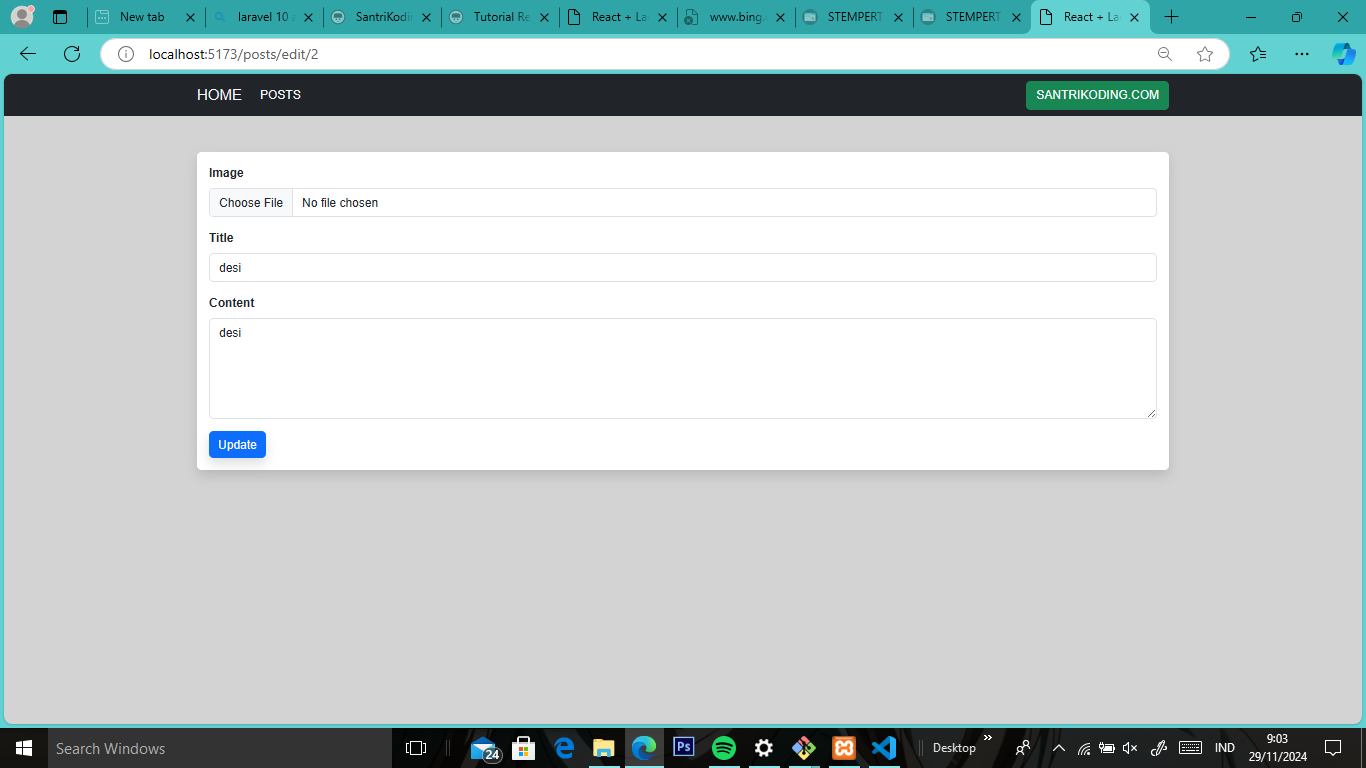 New tab
laravel 10
SantriKodi
Tutorial Re
React + La
www.bing.
STEMPERT
STEMPERT
React + La
localhost:5173/posts/edit/2
HOME
POSTS
SANTRIKODING.COM
Image
Choose File
No file chosen
Title
desi
Content
desi
Update
Search Windows
24
Ps
Desktop
»
IND
9:03
29/11/2024